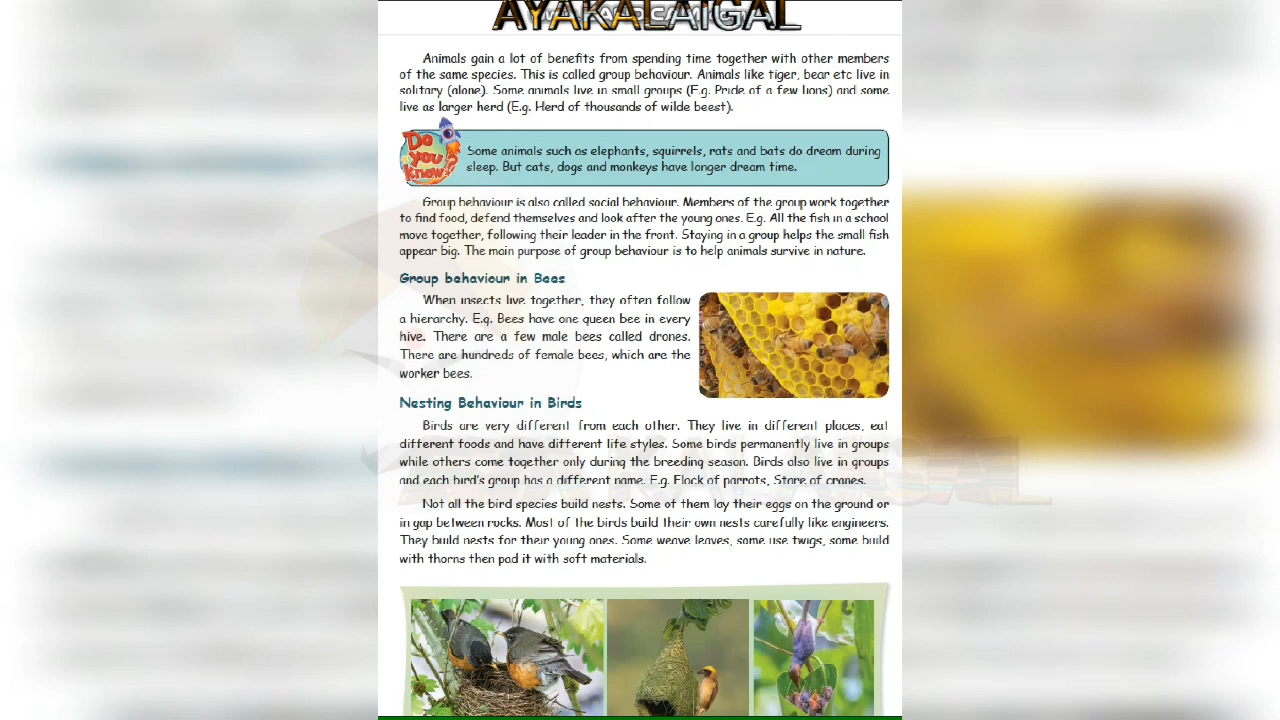 AYAKALAIGAL
Animals gain a lot of benefits from spending time together with other members
of the same species. This is called group behaviour. Animals like tiger, bear etc live in
solitary (alone). Some animals live in small groups (E.g. Pride of a few lions) and some
live as larger herd (E.g. Herd of thousands of wilde beest).
Do
you
know?
Some animals such as elephants, squirrels, rats and bats do dream during
sleep. But cats, dogs and monkeys have longer dream time.
Group behaviour is also called social behaviour. Members of the group work together
to find food, defend themselves and look after the young ones. E.g. All the fish in a school
move together, following their leader in the front. Staying in a group helps the small fish
appear big. The main purpose of group behaviour is to help animals survive in nature.
Group behaviour in Bees
When insects live together, they often follow
a hierarchy. E.g. Bees have one queen bee in every
hive. There are a few male bees called drones.
There are hundreds of female bees, which are the
worker bees.
Nesting Behaviour in Birds
Birds are very different from each other. They live in different places, eat
different foods and have different life styles. Some birds permanently live in groups
while others come together only during the breeding season. Birds also live in groups
and each bird's group has a different name. E.g. Flock of parrots, Stare of cranes.
Not all the bird species build nests. Some of them lay their eggs on the ground or
in gap between rocks. Most of the birds build their own nests carefully like engineers.
They build nests for their young ones. Some weave leaves, some use twigs, some build
with thorns then pad it with soft materials.